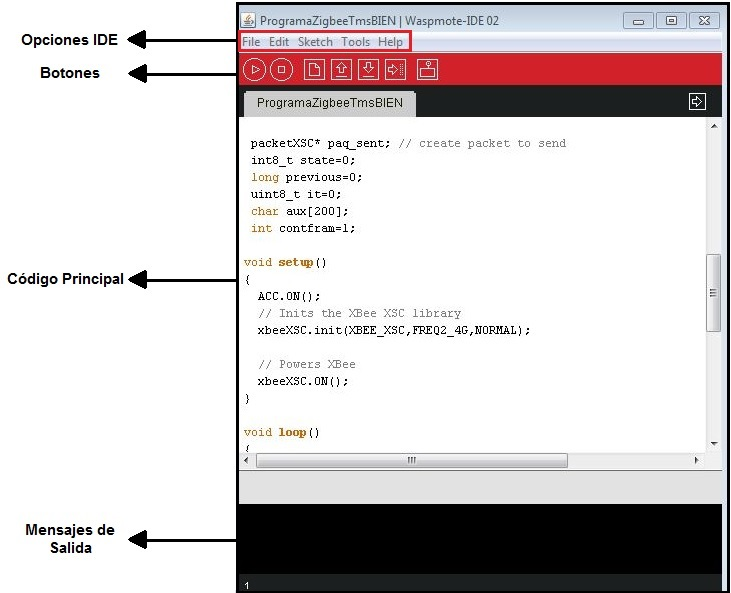 ProgramaZigbeeTmsBIEN | Waspmote-IDE 02
Opciones IDE
File Edit Sketch Tools Help
Botones
ProgramaZigbeeTmsBIEN
packetXSC* paq_sent; // create packet to send
int8_t state=0;
long previous=0;
uint8_t it=0;
char aux[200];
int contfram=1;
void setup()
{
ACC.ON();
// Inits the XBee XSC library
xbeeXSC.init(XBEE_XSC,FREQ2_4G,NORMAL);
// Powers XBee
xbeeXSC.ON();
}
void loop()
{
Código Principal
Mensajes de
Salida
1